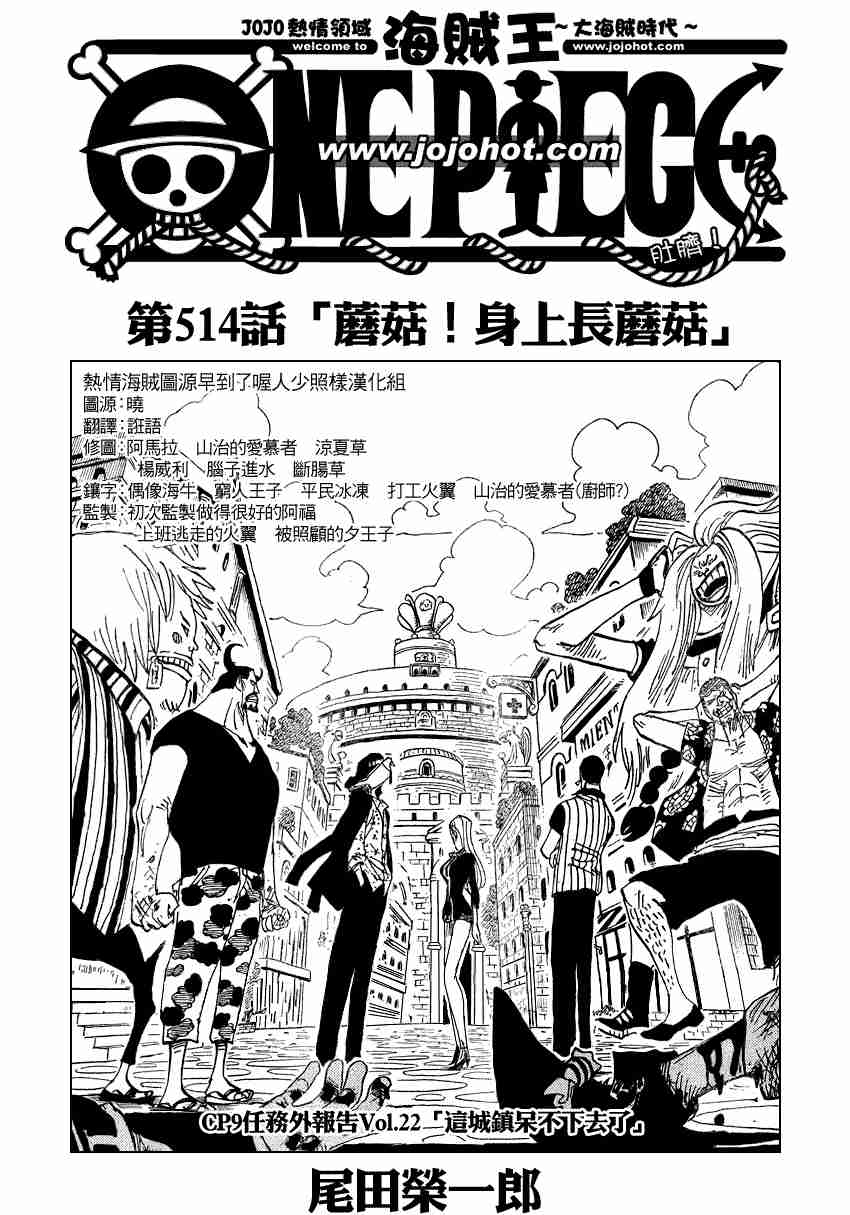 JOJO 熱情領域 海賊王 ~大海賊時代~
welcome to www.jojohot.com
ONE PIECE
www.jojohot.com
肚臍!
第514話「蘑菇!身上長蘑菇」
熱情海賊圖源早到了喔人少照樣漢化組
圖源:曉
翻譯:誑語
修圖:阿馬拉 山治的愛慕者 涼夏草
楊威利 腦子進水 斷腸草
鑲字:偶像海牛 窮人王子 平民冰凍 打工火翼 山治的愛慕者(廚師?)
監製:初次監製做得很好的阿福
上班逃走的火翼 被照顧的夕王子
MIENT
CP9任務外報告Vol.22「這城鎮呆不下去了」
尾田榮一郎